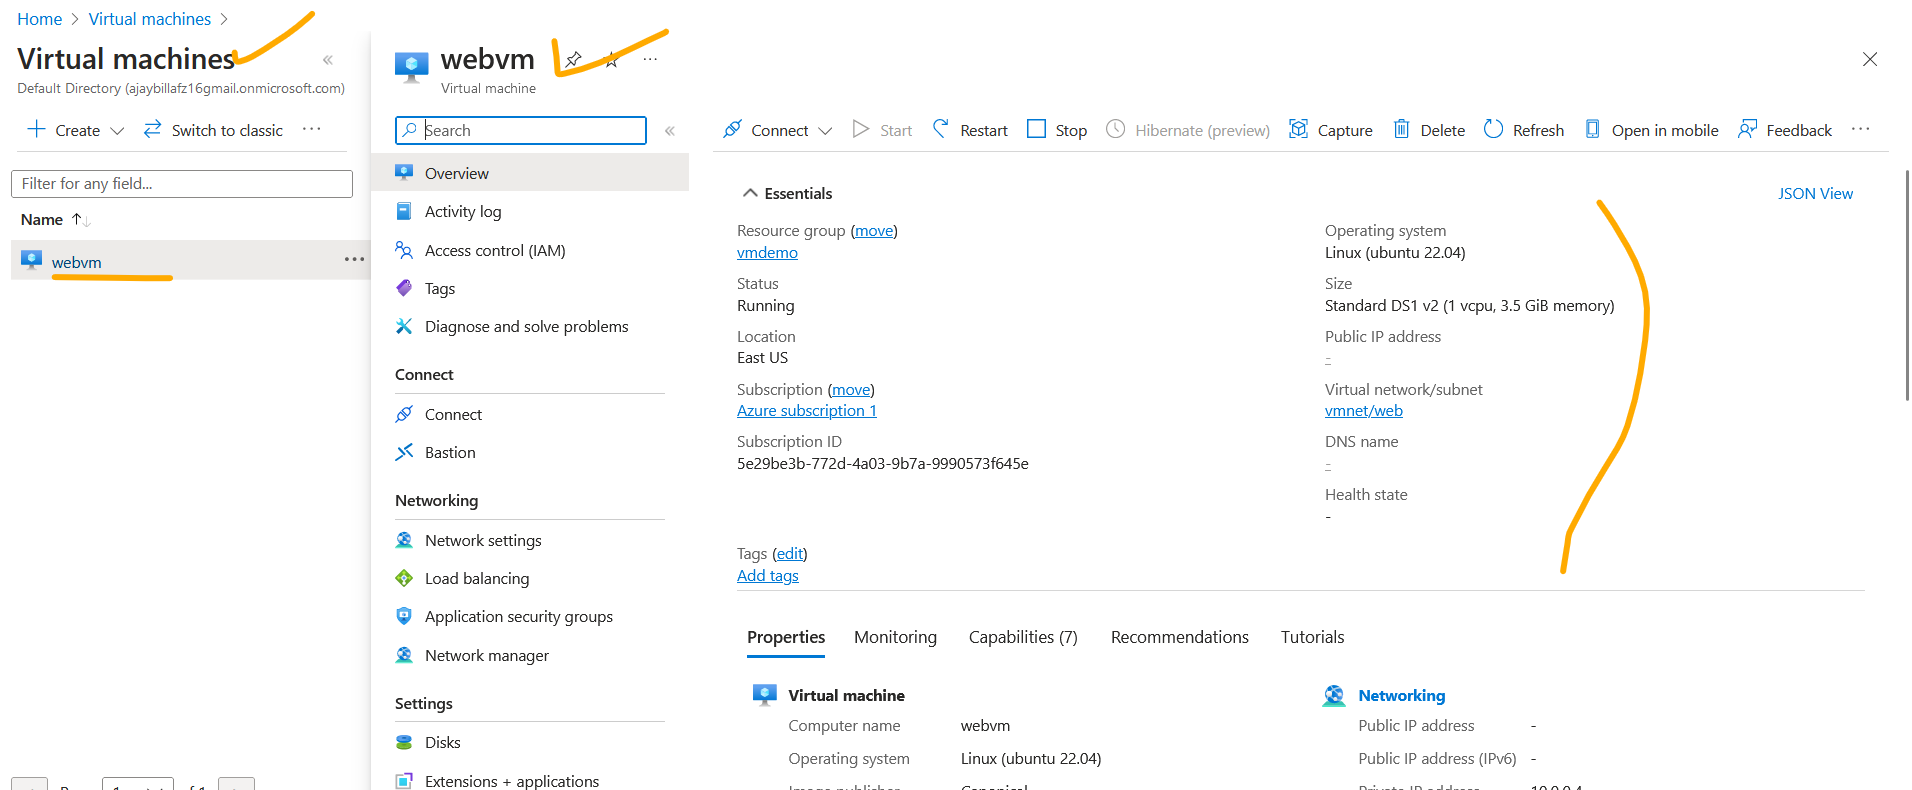 Home > Virtual machines >
Virtual machines
Default Directory (ajaybillafz16gmail.onmicrosoft.com)
Create
Switch to classic
Filter for any field...
Name
webvm
webvm
Virtual machine
Search
Overview
Activity log
Access control (IAM)
Tags
Diagnose and solve problems
Connect
Connect
Bastion
Networking
Network settings
Load balancing
Application security groups
Network manager
Settings
Disks
Extensions + applications
Connect
Start
Restart
Stop
Hibernate (preview)
Capture
Delete
Refresh
Open in mobile
Feedback
Essentials
JSON View
Resource group (move)
vmdemo
Status
Running
Location
East US
Subscription (move)
Azure subscription 1
Subscription ID
5e29be3b-772d-4a03-9b7a-9990573f645e
Operating system
Linux (ubuntu 22.04)
Size
Standard DS1 v2 (1 vcpu, 3.5 GiB memory)
Public IP address
-
Virtual network/subnet
vmnet/web
DNS name
-
Health state
-
Tags (edit)
Add tags
Properties
Monitoring
Capabilities (7)
Recommendations
Tutorials
Virtual machine
Computer name webvm
Operating system Linux (ubuntu 22.04)
Networking
Public IP address -
Public IP address (IPv6) -